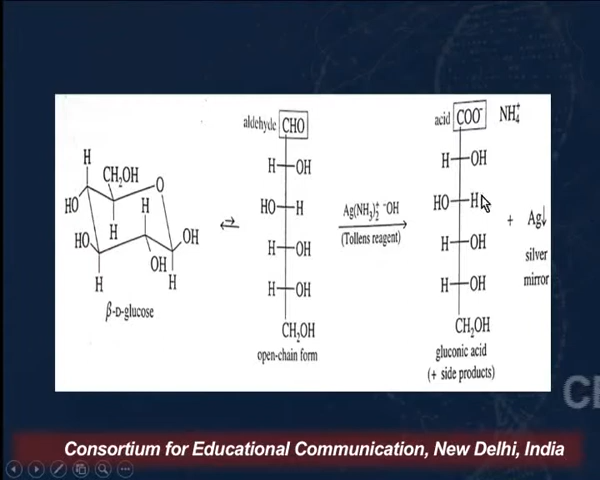 aldehyde CHO
H OH
HO H
H OH
H OH
CH₂OH
open-chain form
H
CH₂OH
O
HO
H
H
HO
OH
OH
H
H
β-D-glucose
Ag(NH₃)₂⁺ ⁻OH
(Tollens reagent)
acid COO⁻ NH₄⁺
H OH
HO H
H OH
H OH
CH₂OH
gluconic acid
(+ side products)
+ Ag↓
silver
mirror
Consortium for Educational Communication, New Delhi, India